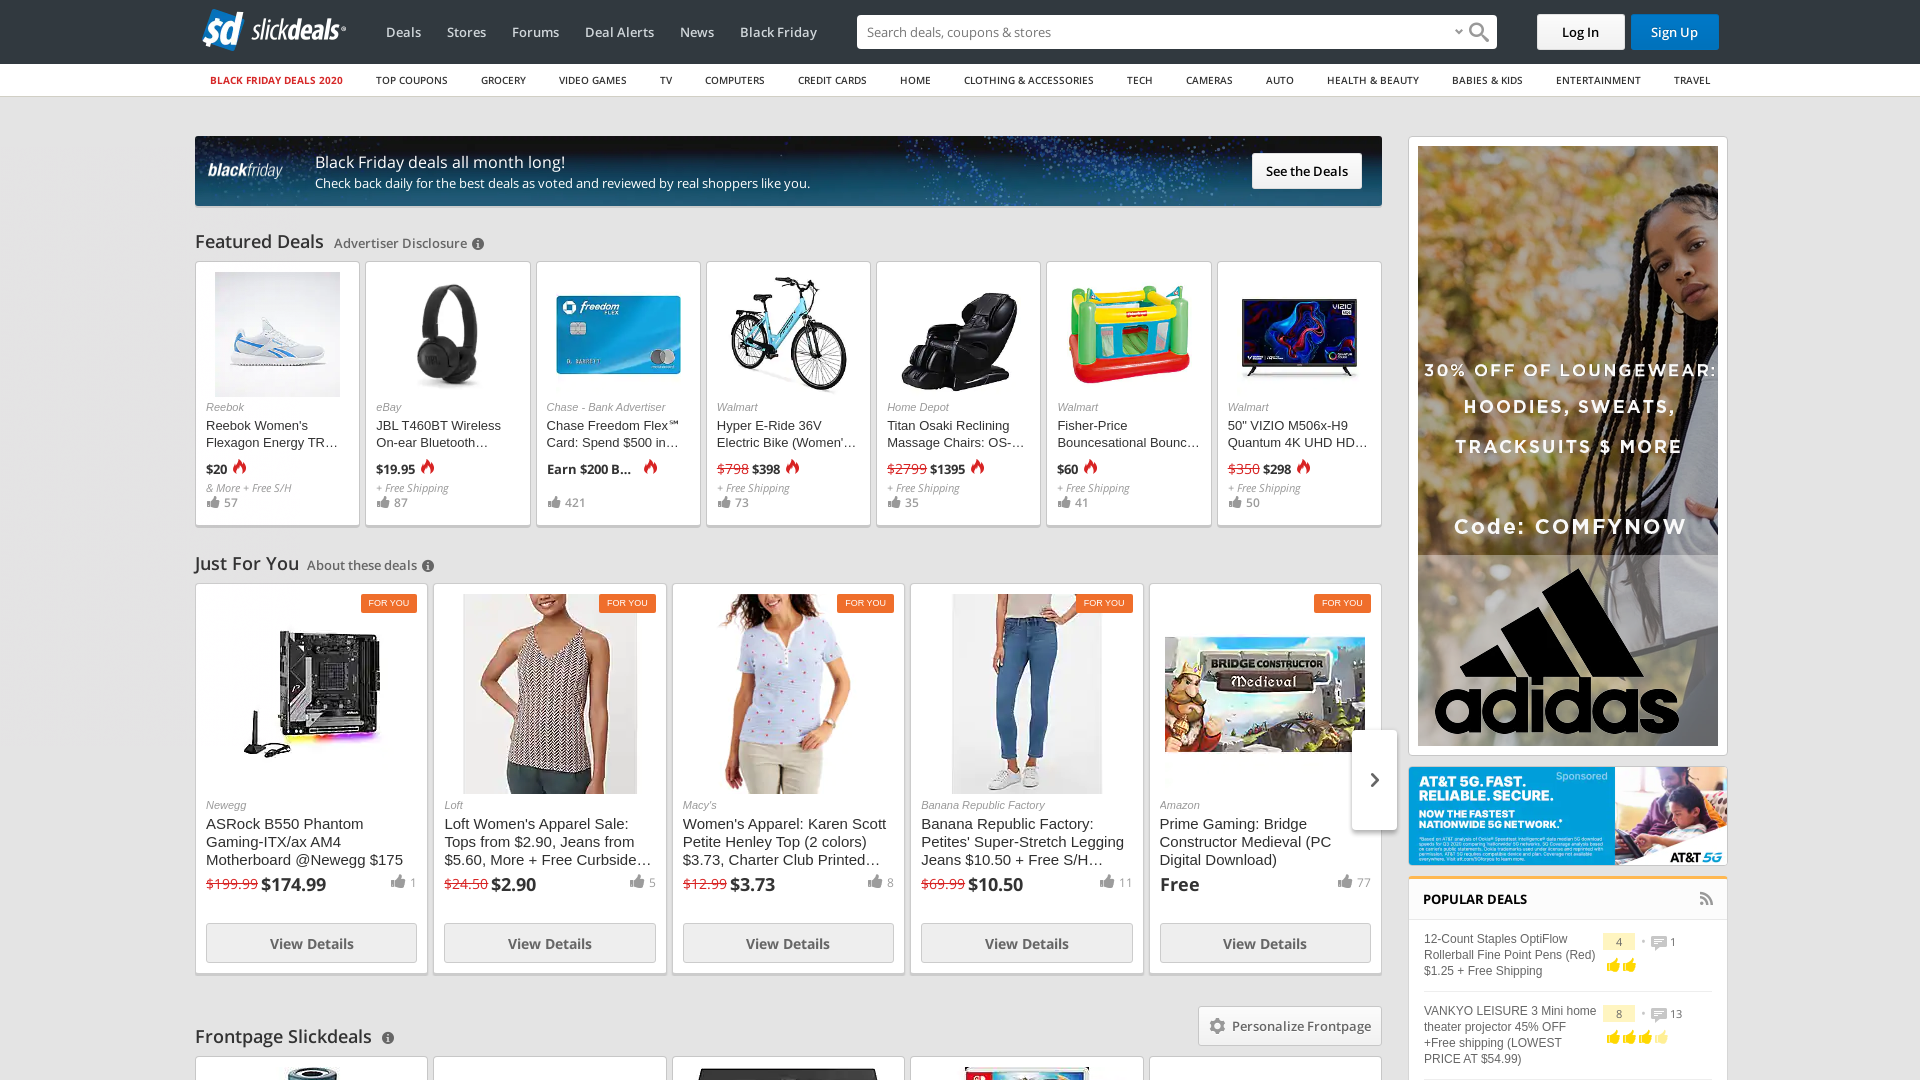 sd slickdeals
Deals
Stores
Forums
Deal Alerts
News
Black Friday
Search deals, coupons & stores
Log In
Sign Up
BLACK FRIDAY DEALS 2020
TOP COUPONS
GROCERY
VIDEO GAMES
TV
COMPUTERS
CREDIT CARDS
HOME
CLOTHING & ACCESSORIES
TECH
CAMERAS
AUTO
HEALTH & BEAUTY
BABIES & KIDS
ENTERTAINMENT
TRAVEL
blackfriday
Black Friday deals all month long!
Check back daily for the best deals as voted and reviewed by real shoppers like you.
See the Deals
Featured Deals
Advertiser Disclosure
Reebok
Reebok Women's
Flexagon Energy TR…
$20
& More + Free S/H
57
eBay
JBL T460BT Wireless
On-ear Bluetooth…
$19.95
+ Free Shipping
87
freedom
FLEX
Chase - Bank Advertiser
Chase Freedom Flex℠
Card: Spend $500 in…
Earn $200 B…
421
Walmart
Hyper E-Ride 36V
Electric Bike (Women'…
$798 $398
+ Free Shipping
73
Home Depot
Titan Osaki Reclining
Massage Chairs: OS-…
$2799 $1395
+ Free Shipping
35
Walmart
Fisher-Price
Bouncesational Bounc…
$60
+ Free Shipping
41
VIZIO
Walmart
50" VIZIO M506x-H9
Quantum 4K UHD HD…
$350 $298
+ Free Shipping
50
Just For You
About these deals
FOR YOU
Newegg
ASRock B550 Phantom
Gaming-ITX/ax AM4
Motherboard @Newegg $175
$199.99 $174.99
1
View Details
FOR YOU
Loft
Loft Women's Apparel Sale:
Tops from $2.90, Jeans from
$5.60, More + Free Curbside…
$24.50 $2.90
5
View Details
FOR YOU
Macy's
Women's Apparel: Karen Scott
Petite Henley Top (2 colors)
$3.73, Charter Club Printed…
$12.99 $3.73
8
View Details
FOR YOU
Banana Republic Factory
Banana Republic Factory:
Petites' Super-Stretch Legging
Jeans $10.50 + Free S/H…
$69.99 $10.50
11
View Details
FOR YOU
BRIDGE CONSTRUCTOR
Medieval
Amazon
Prime Gaming: Bridge
Constructor Medieval (PC
Digital Download)
Free
77
View Details
Frontpage Slickdeals
Personalize Frontpage
30% OFF OF LOUNGEWEAR:
HOODIES, SWEATS,
TRACKSUITS $ MORE
Code: COMFYNOW
adidas
Sponsored
AT&T 5G. FAST.
RELIABLE. SECURE.
NOW THE FASTEST
NATIONWIDE 5G NETWORK.*
AT&T 5G
POPULAR DEALS
12-Count Staples OptiFlow
Rollerball Fine Point Pens (Red)
$1.25 + Free Shipping
4
1
VANKYO LEISURE 3 Mini home
theater projector 45% OFF
+Free shipping (LOWEST
PRICE AT $54.99)
8
13